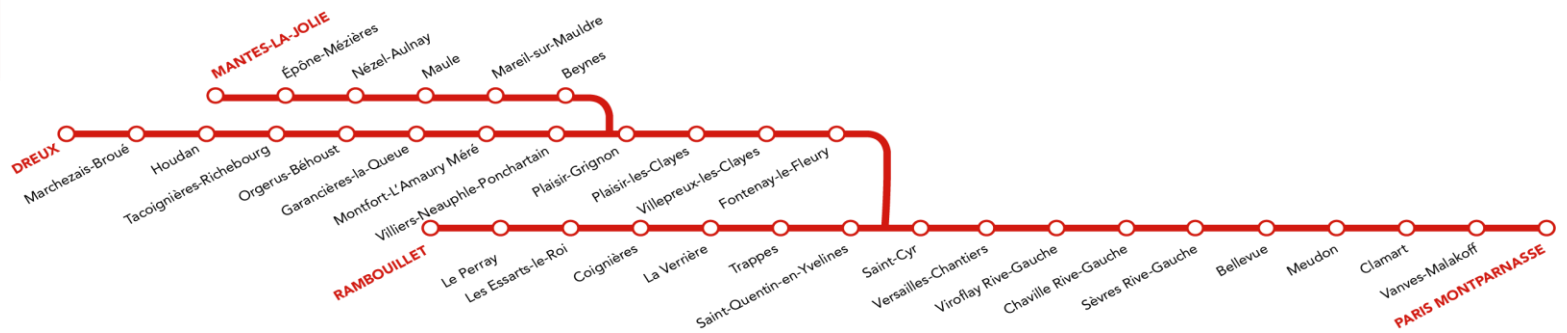 MANTES-LA-JOLIE
Épône-Mézières
Nézel-Aulnay
Maule
Mareil-sur-Mauldre
Beynes
DREUX
Marchezais-Broué
Houdan
Tacoignières-Richebourg
Orgerus-Béhoust
Garancières-la-Queue
Montfort-L'Amaury Méré
Villiers-Neauphle-Ponchartain
Plaisir-Grignon
Plaisir-les-Clayes
Villepreux-les-Clayes
Fontenay-le-Fleury
RAMBOUILLET
Le Perray
Les Essarts-le-Roi
Coignières
La Verrière
Trappes
Saint-Quentin-en-Yvelines
Saint-Cyr
Versailles-Chantiers
Viroflay Rive-Gauche
Chaville Rive-Gauche
Sèvres Rive-Gauche
Bellevue
Meudon
Clamart
Vanves-Malakoff
PARIS MONTPARNASSE